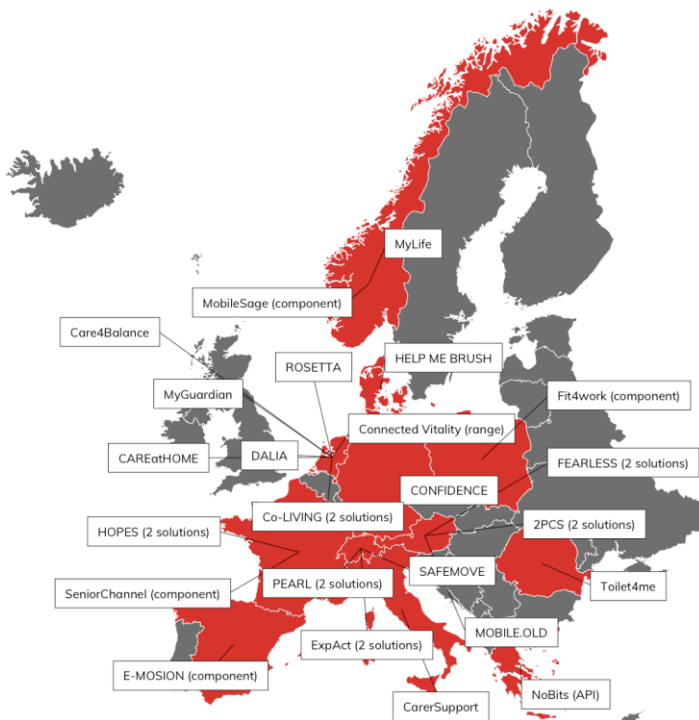 MyLife
MobileSage (component)
Care4Balance
HELP ME BRUSH
ROSETTA
MyGuardian
Fit4work (component)
Connected Vitality (range)
CAREatHOME
DALIA
FEARLESS (2 solutions)
CONFIDENCE
Co-LIVING (2 solutions)
2PCS (2 solutions)
HOPES (2 solutions)
SAFEMOVE
PEARL (2 solutions)
Toilet4me
SeniorChannel (component)
MOBILE.OLD
ExpAct (2 solutions)
E-MOSION (component)
NoBits (API)
CarerSupport